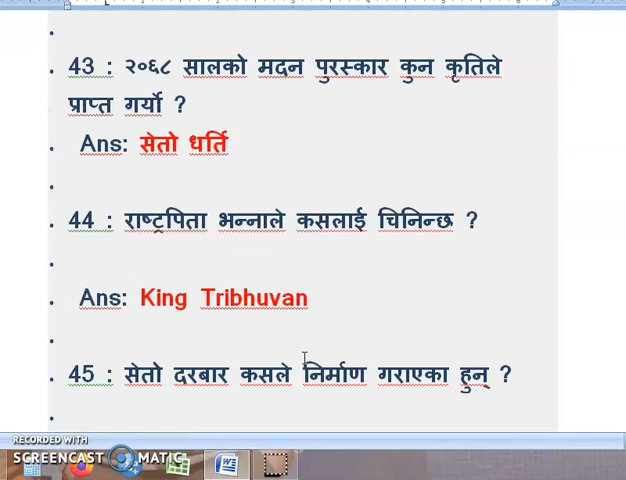 43 : २०६८ सालको मदन पुरस्कार कुन कृतिले
प्राप्त गर्यो ?
Ans: सेतो धर्ति
44 : राष्ट्रपिता भन्नाले कसलाई चिनिन्छ ?
Ans: King Tribhuvan
45 : सेतो दरबार कसले निर्माण गराएका हुन् ?
RECORDED WITH
SCREENCAST MATIC